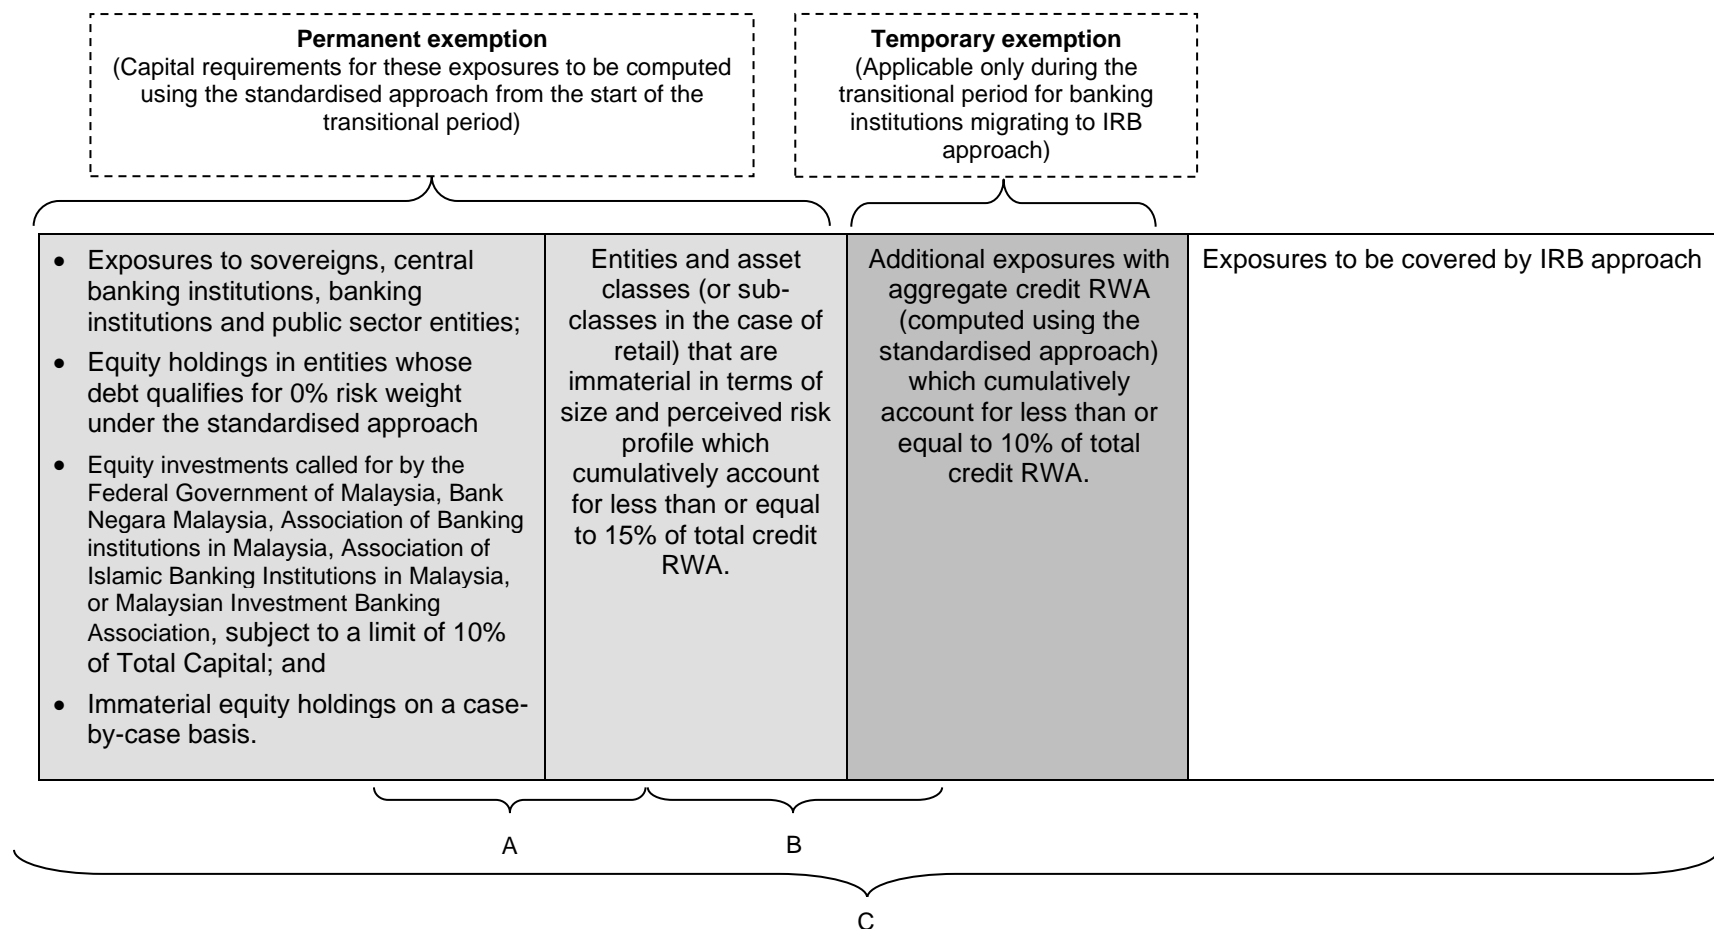 Permanent exemption
(Capital requirements for these exposures to be computed
using the standardised approach from the start of the
transitional period)
Temporary exemption
(Applicable only during the
transitional period for banking
institutions migrating to IRB
approach)
• Exposures to sovereigns, central
banking institutions, banking
institutions and public sector entities;
• Equity holdings in entities whose
debt qualifies for 0% risk weight
under the standardised approach
• Equity investments called for by the
Federal Government of Malaysia, Bank
Negara Malaysia, Association of Banking
institutions in Malaysia, Association of
Islamic Banking Institutions in Malaysia,
or Malaysian Investment Banking
Association, subject to a limit of 10%
of Total Capital; and
• Immaterial equity holdings on a case-
by-case basis.
Entities and asset
classes (or sub-
classes in the case of
retail) that are
immaterial in terms of
size and perceived risk
profile which
cumulatively account
for less than or equal
to 15% of total credit
RWA.
Additional exposures with
aggregate credit RWA
(computed using the
standardised approach)
which cumulatively
account for less than or
equal to 10% of total
credit RWA.
Exposures to be covered by IRB approach
A
B
C